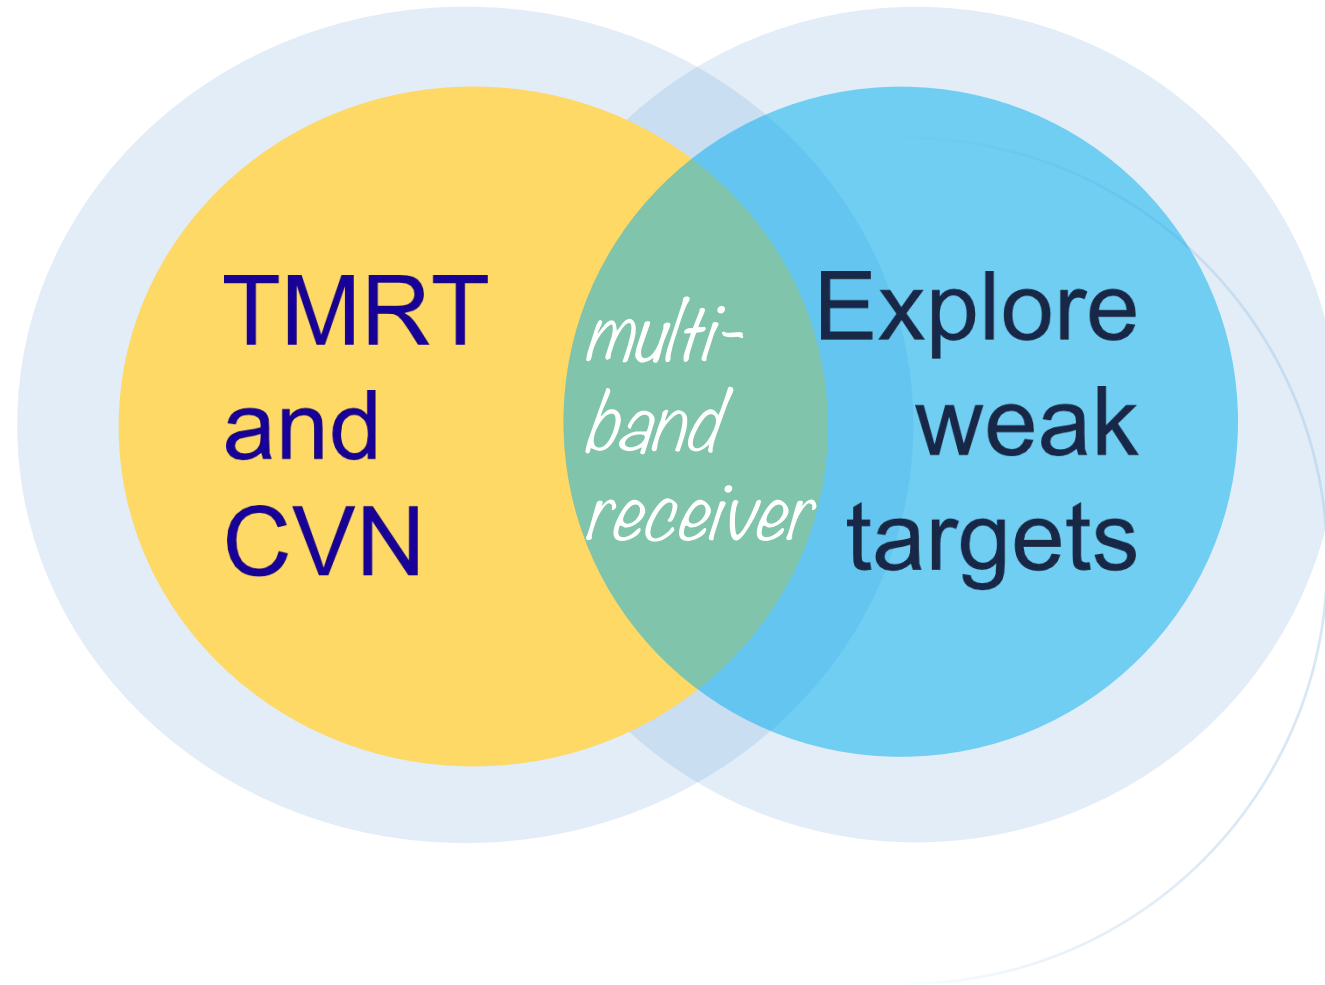 TMRT
and
CVN
multi-
band
receiver
Explore
weak
targets